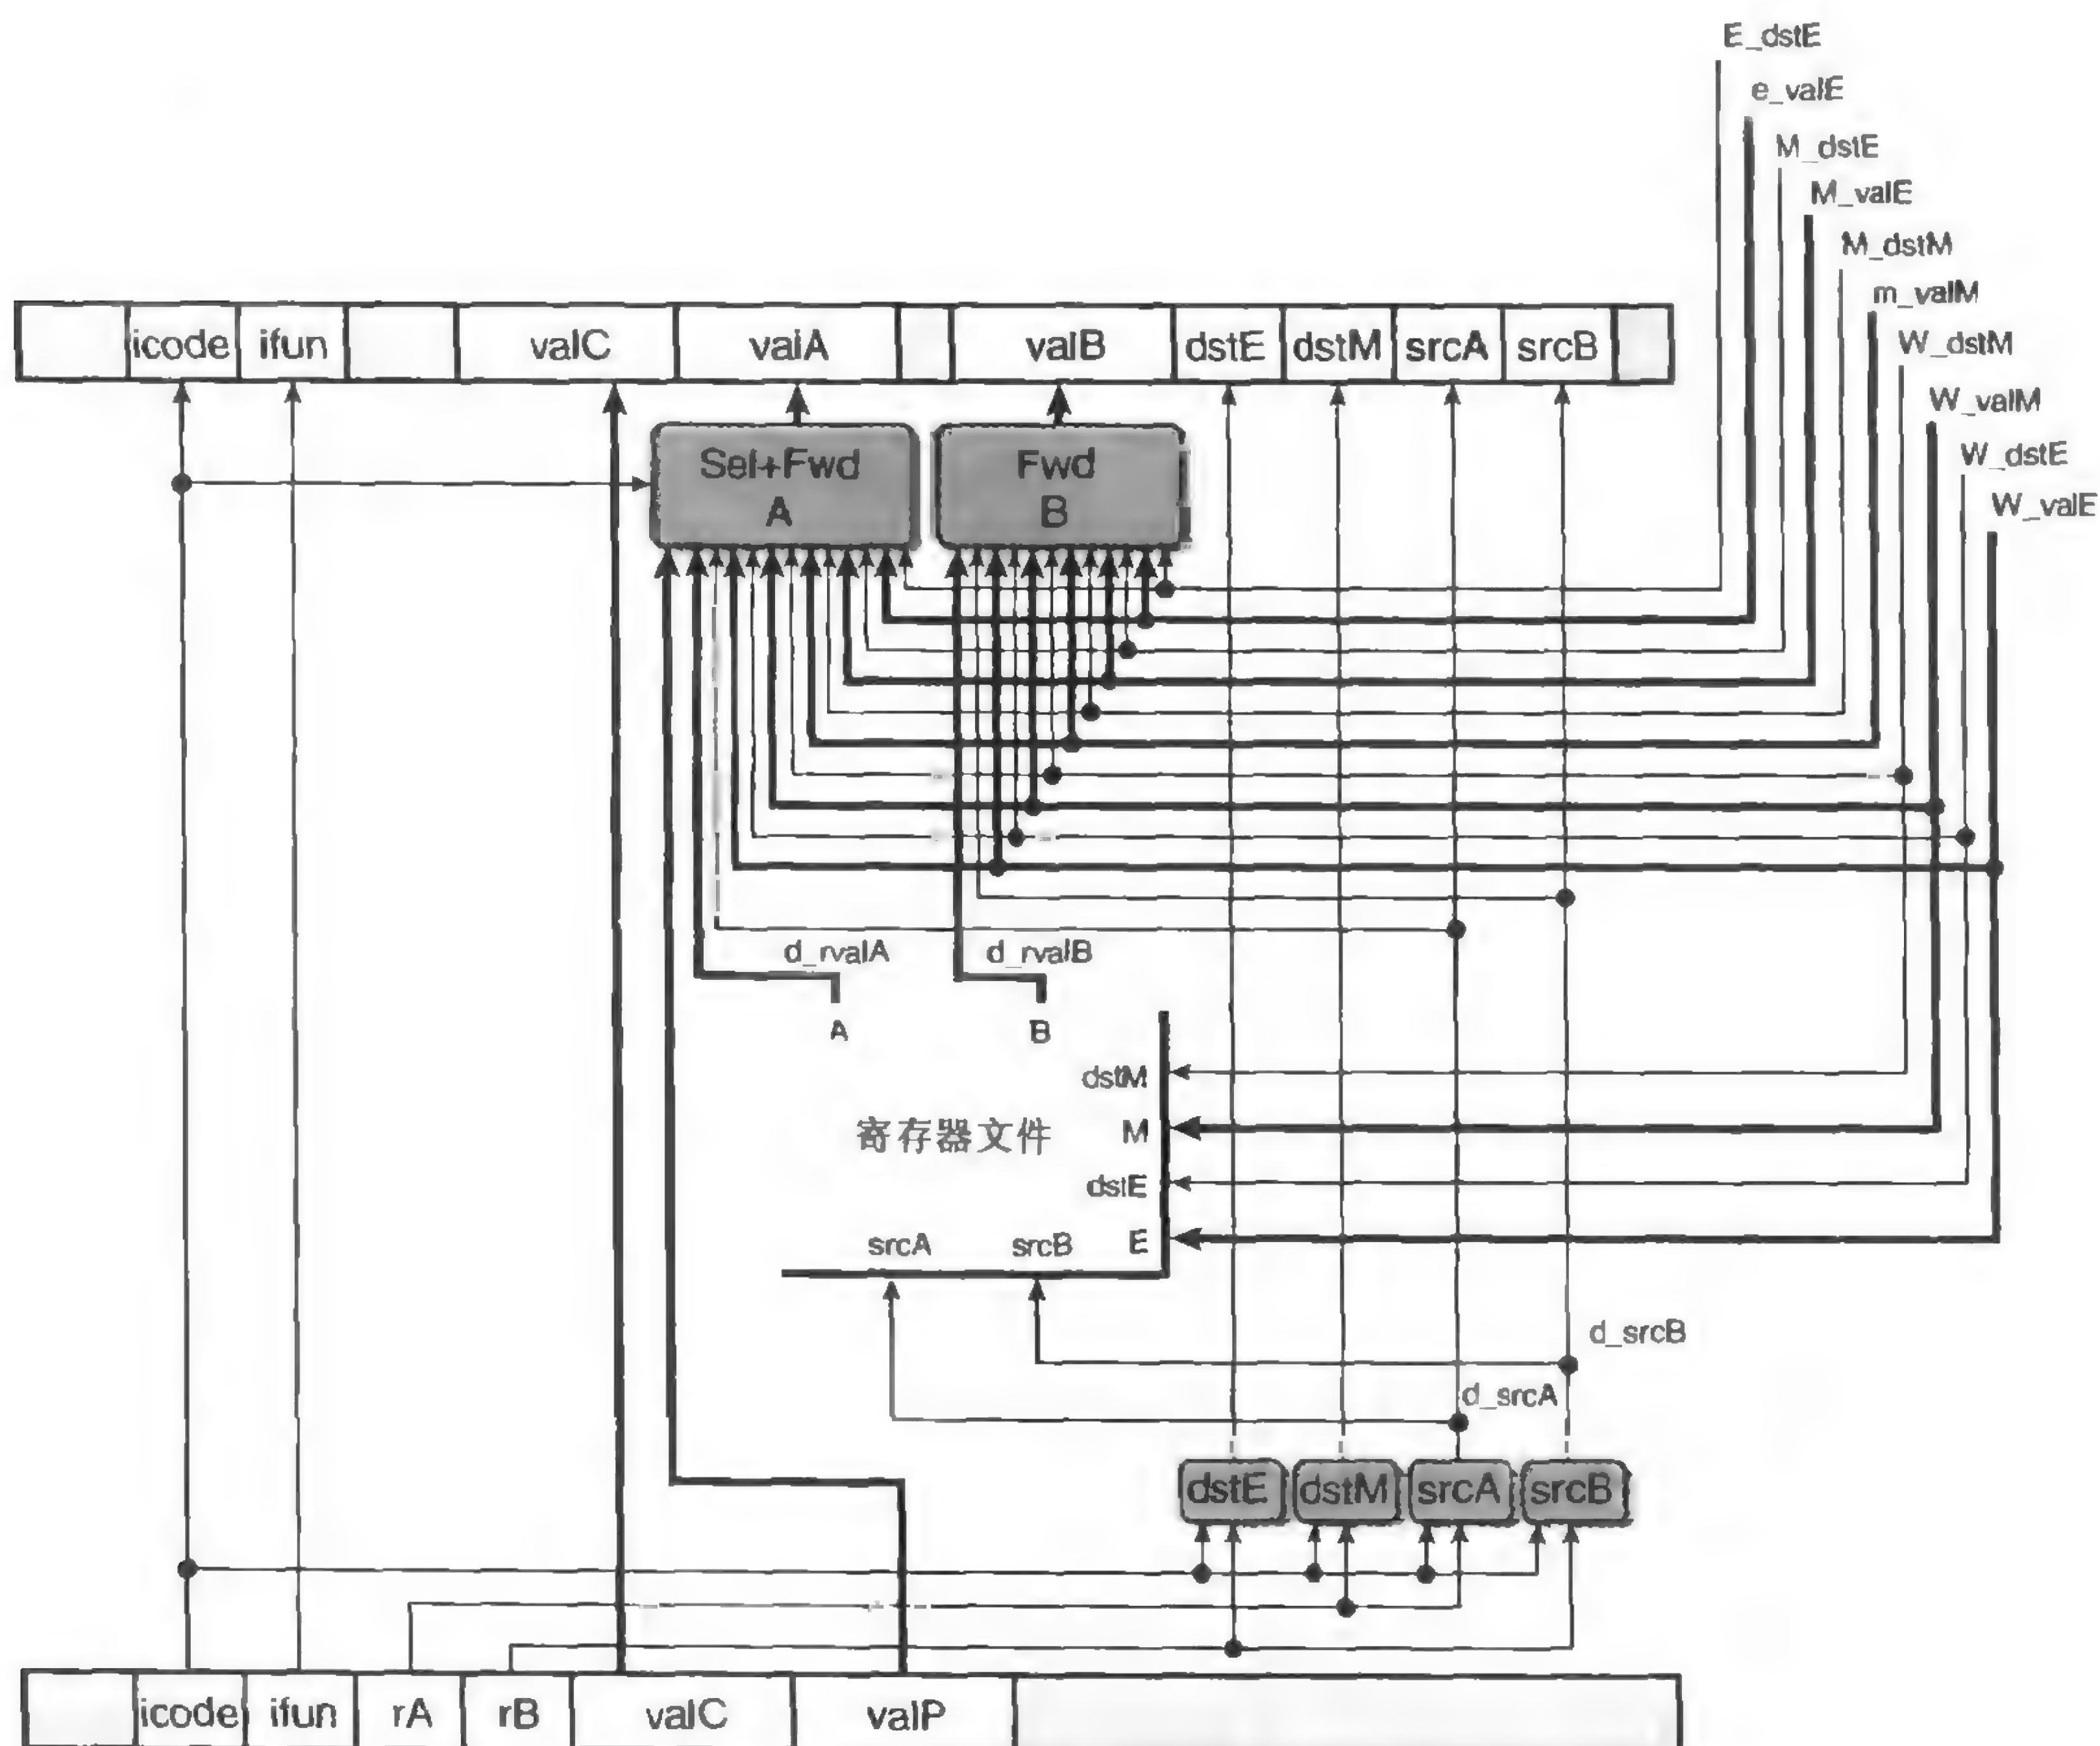 E_dstE
e_valE
M_dstE
M_valE
M_dstM
m_valM
W_dstM
W_valM
W_dstE
W_valE
icode ifun valC valA valB dstE dstM srcA srcB
Sel+Fwd
A
Fwd
B
d_rvalA d_rvalB
A B
dstM
寄存器文件 M
dstE
srcA srcB E
d_srcB
d_srcA
dstE dstM srcA srcB
icode ifun rA rB valC valP